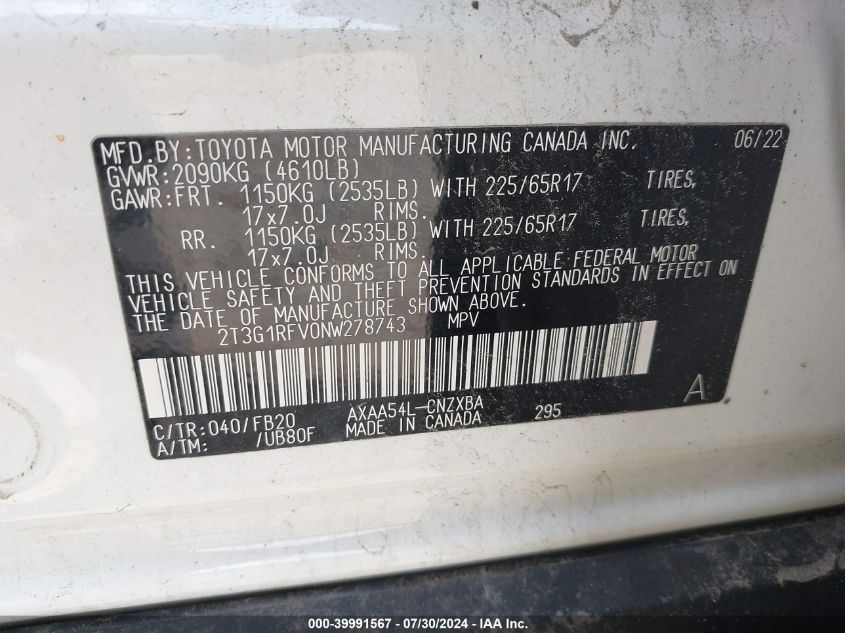 MFD.BY:TOYOTA MOTOR MANUFACTURING CANADA INC. 06/22
GVWR:2090KG (4610LB)
GAWR:FRT. 1150KG (2535LB) WITH 225/65R17 TIRES,
17x7.0J RIMS.
RR. 1150KG (2535LB) WITH 225/65R17 TIRES,
17x7.0J RIMS.
THIS VEHICLE CONFORMS TO ALL APPLICABLE FEDERAL MOTOR
VEHICLE SAFETY AND THEFT PREVENTION STANDARDS IN EFFECT ON
THE DATE OF MANUFACTURE SHOWN ABOVE.
2T3G1RFV0NW278743 MPV
C/TR:040/FB20 AXAA54L-CNZXBA 295 A
A/TM: /UB80F MADE IN CANADA
000-39991567 / 07/30/2024 - IAA Inc.